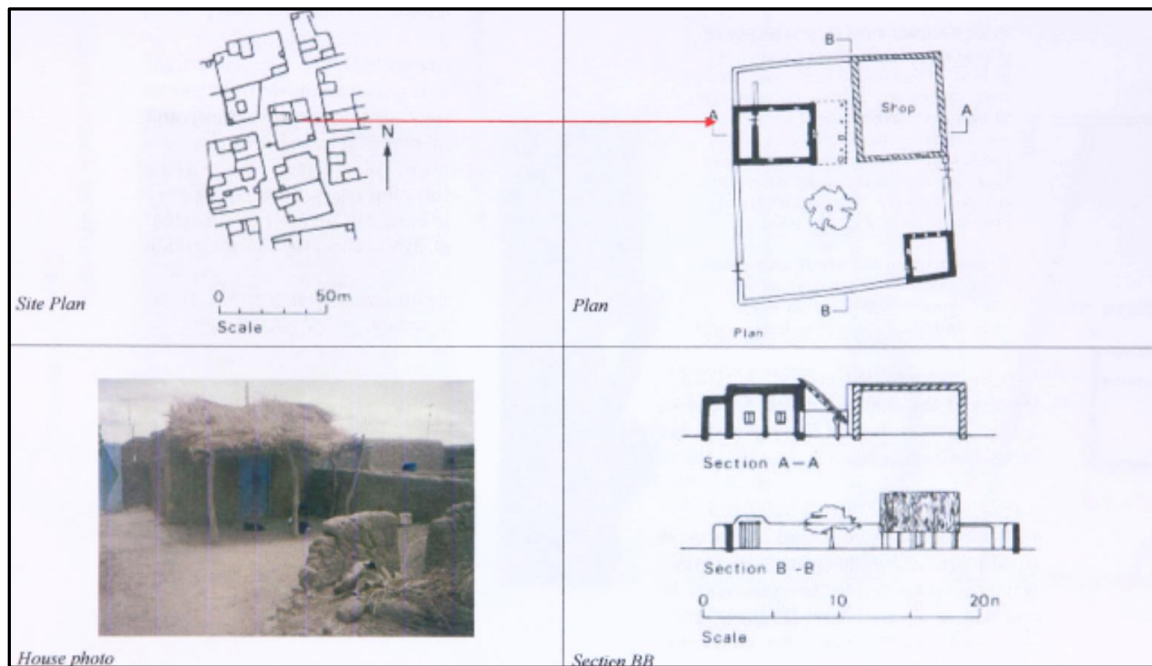 N
Site Plan
0 50m
Scale
B
A
Shop
A
B
Plan
Plan
House photo
Section A-A
Section B-B
0 10 20n
Scale
Section BB